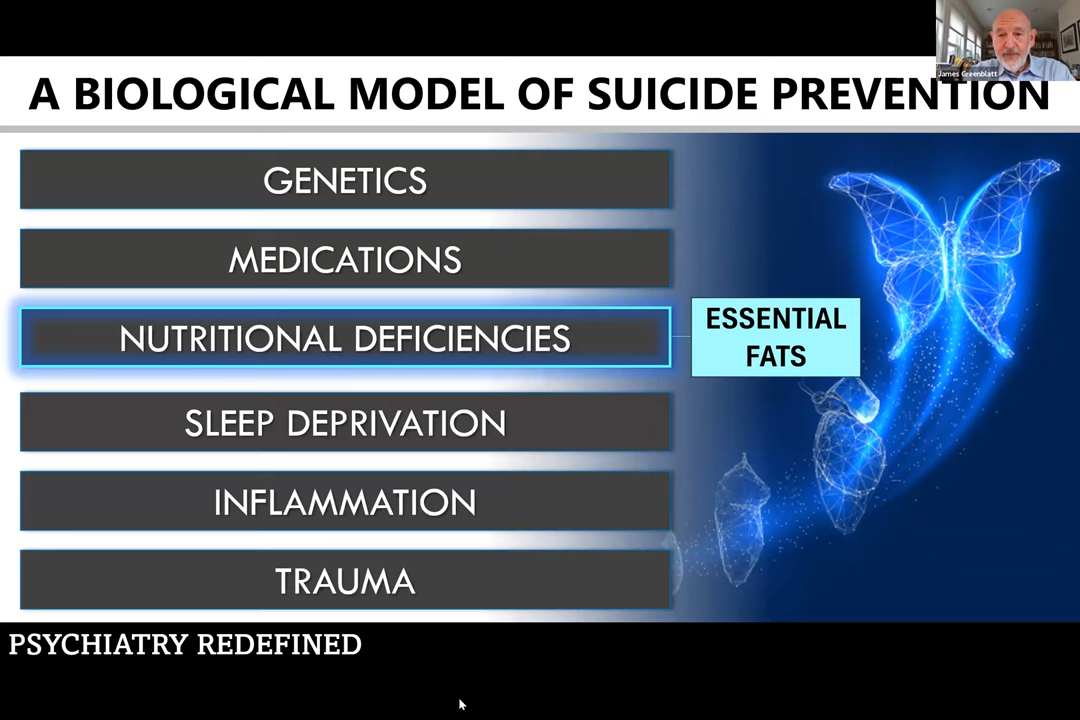 James Greenblatt
A BIOLOGICAL MODEL OF SUICIDE PREVENTION
GENETICS
MEDICATIONS
NUTRITIONAL DEFICIENCIES
ESSENTIAL
FATS
SLEEP DEPRIVATION
INFLAMMATION
TRAUMA
PSYCHIATRY REDEFINED